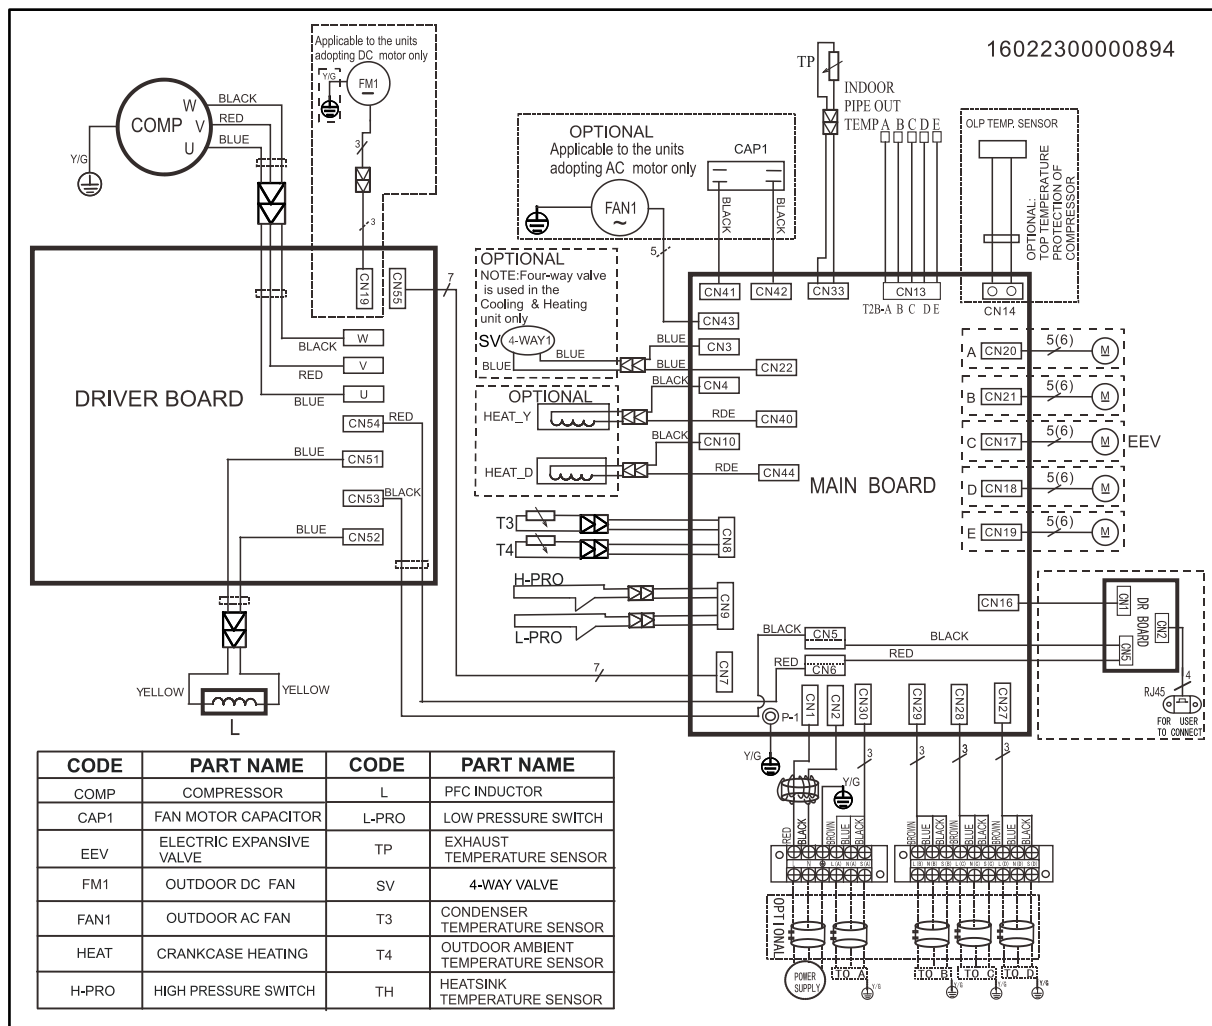 16022300000894
Applicable to the units
adopting DC motor only
Y/G
FM1
3
3
COMP
W
V
U
BLACK
RED
BLUE
Y/G
OPTIONAL
Applicable to the units
adopting AC motor only
FAN1
~
CAP1
BLACK
BLACK
5
TP
INDOOR
PIPE OUT
TEMP A B C D E
OLP TEMP. SENSOR
OPTIONAL:
TOP TEMPERATURE
PROTECTION OF
COMPRESSOR
DRIVER BOARD
CN19
CN55
7
W
BLACK
V
RED
U
BLUE
CN54
RED
CN51
BLUE
CN53
BLACK
CN52
BLUE
YELLOW
YELLOW
L
OPTIONAL
NOTE:Four-way valve
is used in the
Cooling & Heating
unit only
SV
4-WAY1
BLUE
BLUE
BLUE
BLUE
OPTIONAL
HEAT_Y
BLACK
RDE
HEAT_D
BLACK
RDE
T3
T4
H-PRO
L-PRO
7
MAIN BOARD
CN41
CN42
CN33
CN13
T2B-A B C D E
CN14
CN43
CN3
CN22
CN4
CN40
CN10
CN44
CN8
CN9
CN7
A CN20 5(6) M
B CN21 5(6) M
C CN17 5(6) M EEV
D CN18 5(6) M
E CN19 5(6) M
CN16
CN1
DR BOARD
CN2
CN5
4
RJ45
FOR USER
TO CONNECT
BLACK
CN5
BLACK
RED
CN6
RED
P-1
CN1
CN2
CN30
CN29
CN28
CN27
Y/G
3
3
3
3
Y/G
RED
BLACK
BROWN
BLUE
BLACK
BROWN
BLUE
BLACK
BROWN
BLUE
BLACK
BROWN
BLUE
BLACK
L N L(A) N(A) S(A)
L(B) N(B) S(B) L(C) N(C) S(C) L(D) N(D) S(D)
OPTIONAL
POWER
SUPPLY
TO A
Y/G
TO B
Y/G
TO C
Y/G
TO D
Y/G
CODE PART NAME CODE PART NAME
COMP COMPRESSOR L PFC INDUCTOR
CAP1 FAN MOTOR CAPACITOR L-PRO LOW PRESSURE SWITCH
EEV ELECTRIC EXPANSIVE VALVE TP EXHAUST TEMPERATURE SENSOR
FM1 OUTDOOR DC FAN SV 4-WAY VALVE
FAN1 OUTDOOR AC FAN T3 CONDENSER TEMPERATURE SENSOR
HEAT CRANKCASE HEATING T4 OUTDOOR AMBIENT TEMPERATURE SENSOR
H-PRO HIGH PRESSURE SWITCH TH HEATSINK TEMPERATURE SENSOR